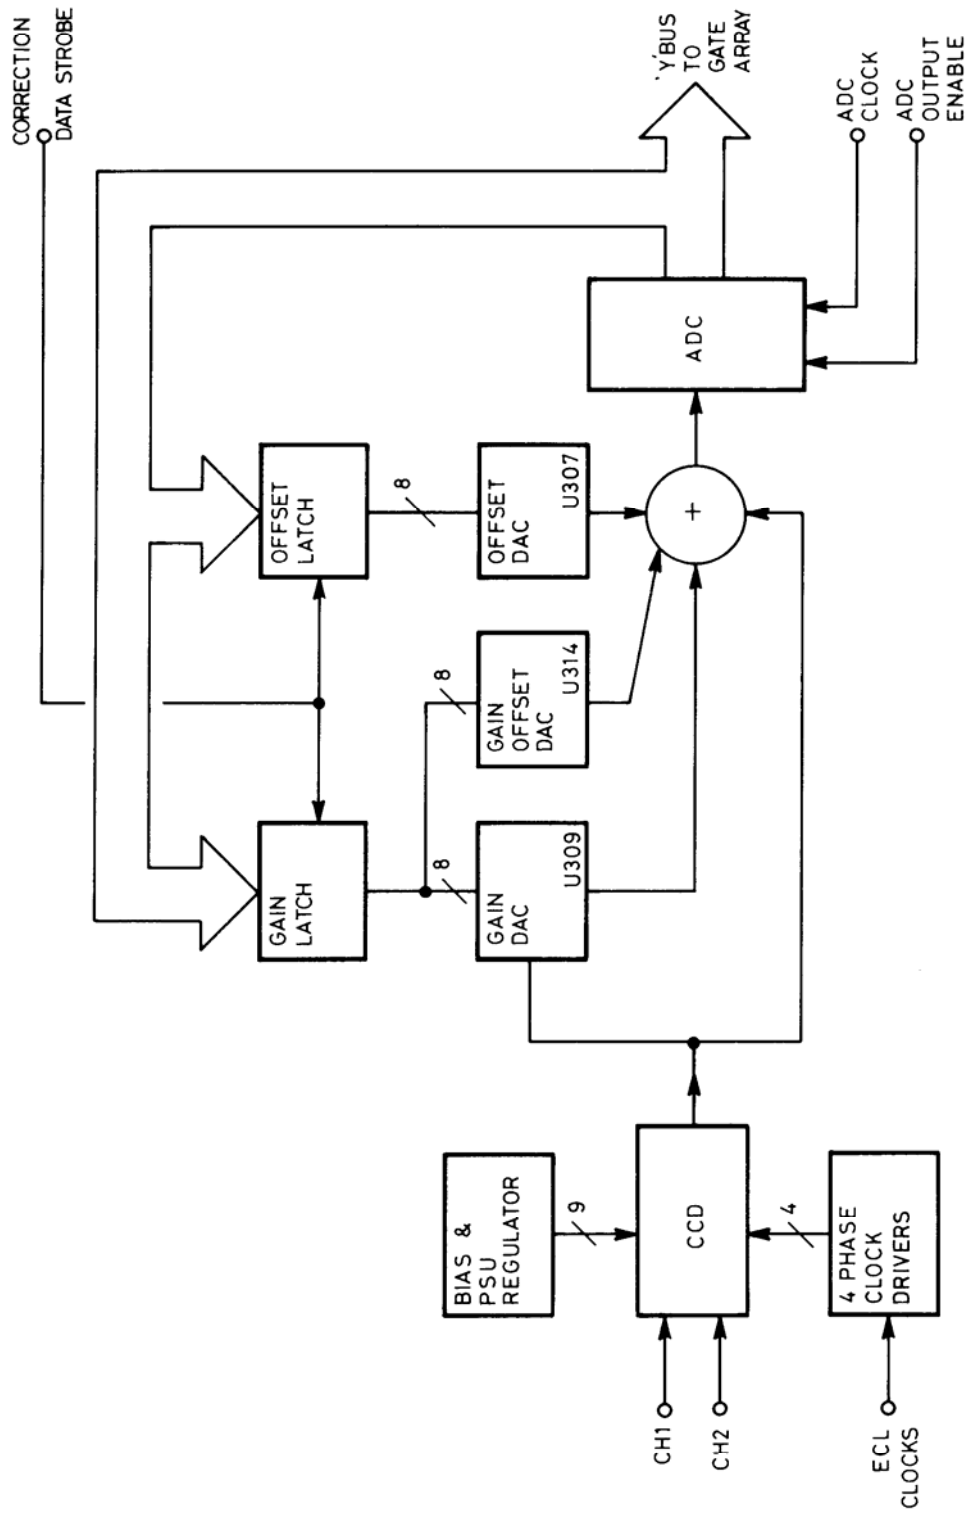 CORRECTION
DATA STROBE
'Y'BUS
TO
GATE
ARRAY
ADC
CLOCK
ADC
OUTPUT
ENABLE
GAIN
LATCH
OFFSET
LATCH
8
8
8
GAIN
DAC
U309
GAIN
OFFSET
DAC
U314
OFFSET
DAC
U307
+
ADC
BIAS &
PSU
REGULATOR
9
CH1
CH2
CCD
4
4 PHASE
CLOCK
DRIVERS
ECL
CLOCKS